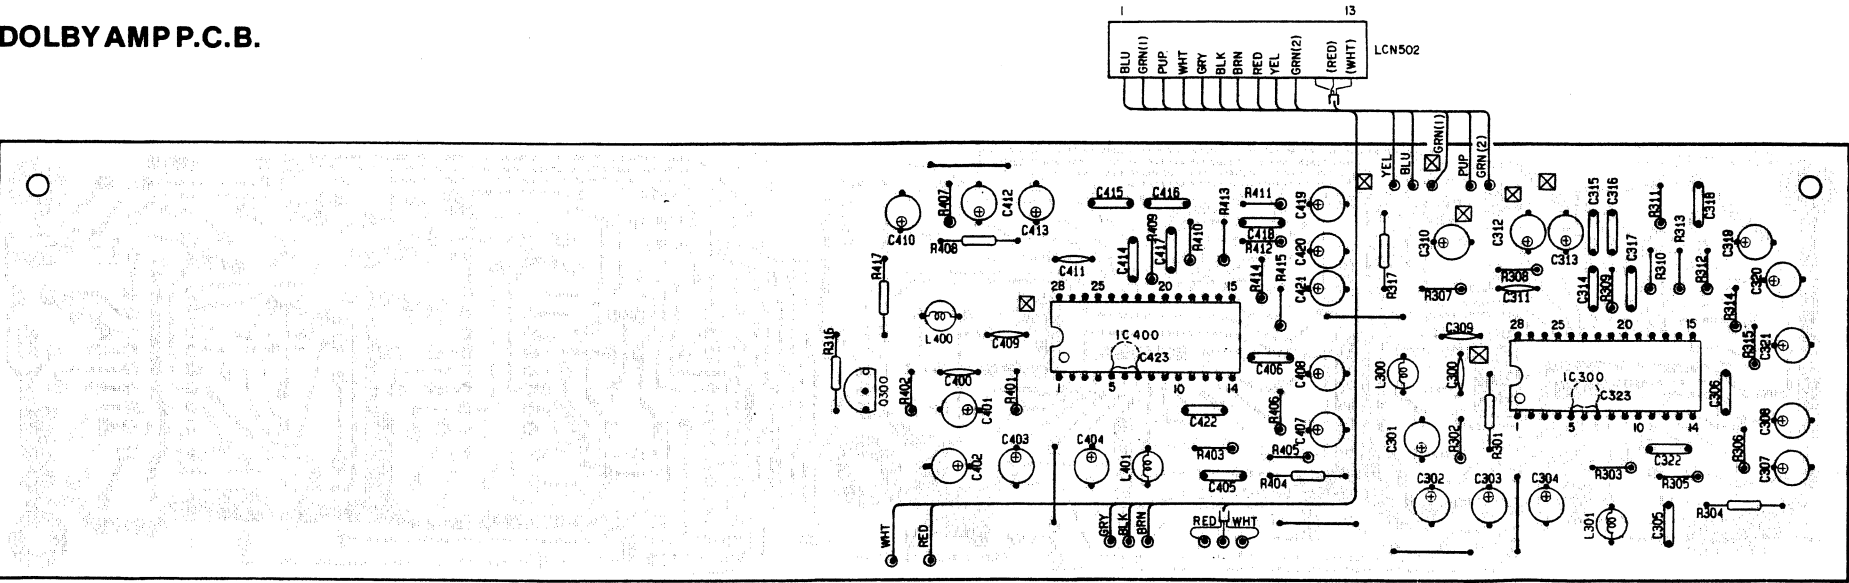 DOLBY AMP P.C.B.
1 13
BLU GRN(1) PUP WHT GRY BLK BRN RED YEL GRN(2) (RED) (WHT)
LCN502
YEL BLU GRN(1) PUP GRN(2)
C410 R407 C412 C413 C415 C416 R413 R411 C419
R408 C414 R409 C417 R410 C418 R412 C420
R417 C411 R414 R415 C421
28 25 20 15
L400 C409 IC400 C423 C406 C408
1 5 10 14
R316 Q300 R402 C400 C401 R401 C422 R406 C407
C402 C403 C404 L401 R403 C405 R405 R404
WHT RED GRY BLK BRN RED WHT
R317 C310 C312 C313 C315 C316 R311 C318 C319
R307 R308 C311 C314 R309 C317 R310 R313 R312 C320
C309 28 25 20 15 R314 R315 C321
L300 C300 IC300 C323 C306 C308
1 5 10 14
C301 R302 R301 C322 R306 C307
R303 R305
C302 C303 C304 L301 C305 R304